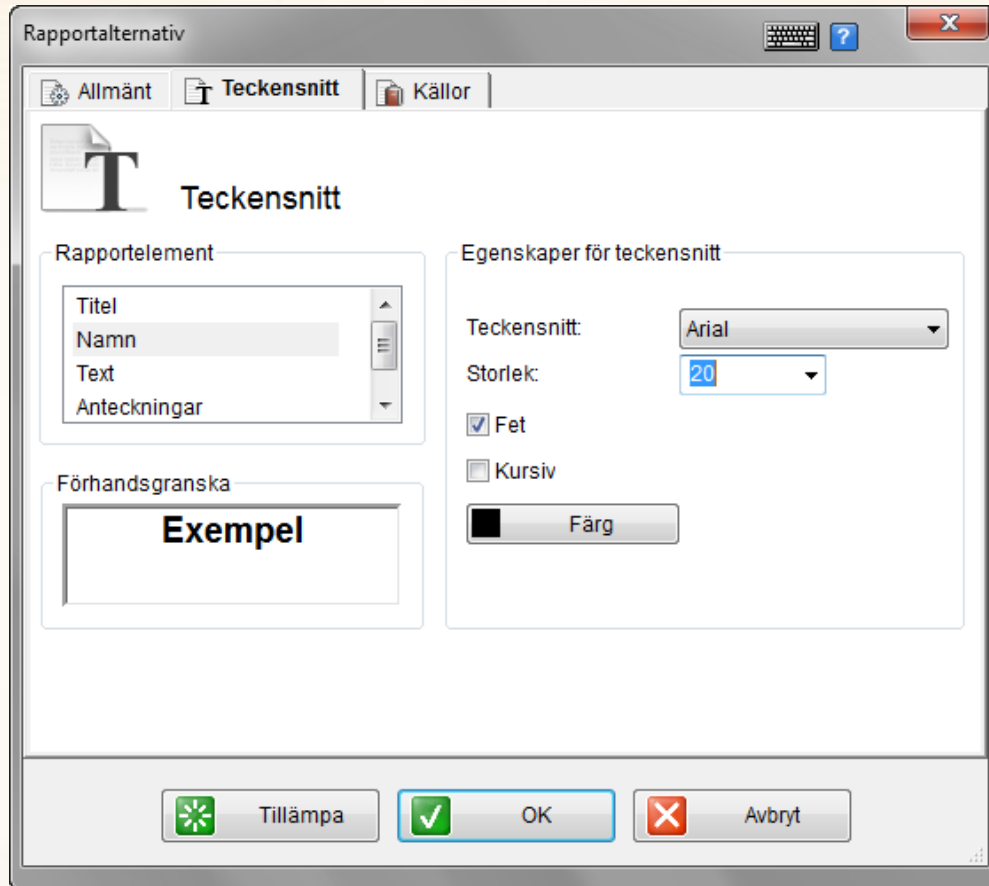 Rapportalternativ
?
Allmänt
Teckensnitt
Källor
T
Teckensnitt
Rapportelement
Titel
Namn
Text
Anteckningar
Förhandsgranska
Exempel
Egenskaper för teckensnitt
Teckensnitt: Arial
Storlek: 20
Fet
Kursiv
Färg
Tillämpa
OK
Avbryt